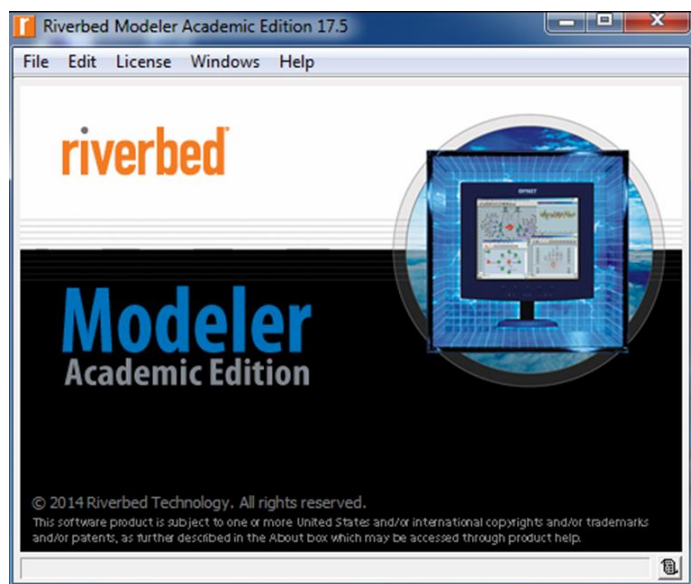 Riverbed Modeler Academic Edition 17.5
File Edit License Windows Help
riverbed
OPNET
Modeler
Academic Edition
© 2014 Riverbed Technology. All rights reserved.
This software product is subject to one or more United States and/or international copyrights and/or trademarks
and/or patents, as further described in the About box which may be accessed through product help.